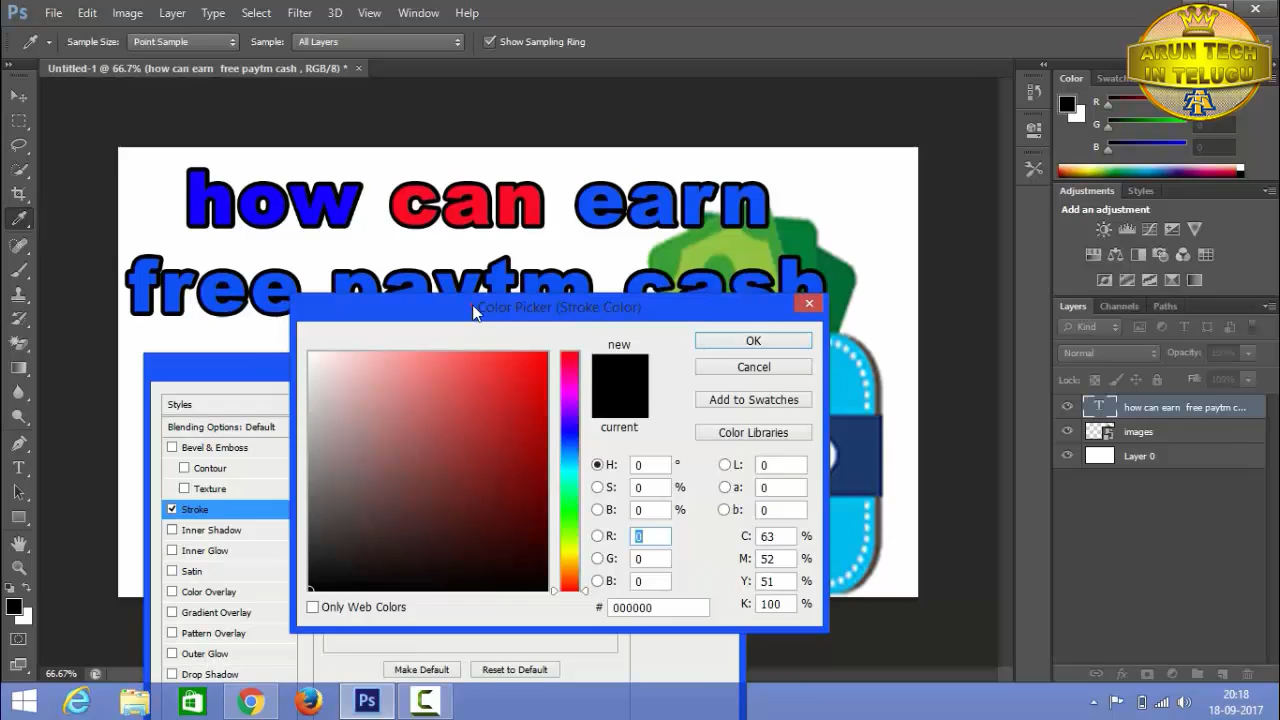 Ps File Edit Image Layer Type Select Filter 3D View Window Help
Sample Size: Point Sample Sample: All Layers Show Sampling Ring
ARUN TECH
IN TELUGU
Untitled-1 @ 66.7% (how can earn free paytm cash , RGB/8) * ×
Color
R
G 0
B 0
how can earn
free paytm cash
Adjustments Styles
Add an adjustment
Layers Channels Paths
Kind
Normal Opacity: 100%
Lock: Fill: 100%
T how can earn free paytm c...
images
Layer 0
Color Picker (Stroke Color)
new
current
OK
Cancel
Add to Swatches
Color Libraries
H: 0 ° L: 0
S: 0 % a: 0
B: 0 % b: 0
R: 0 C: 63 %
G: 0 M: 52 %
B: 0 Y: 51 %
K: 100 %
Only Web Colors
# 000000
Styles
Blending Options: Default
Bevel & Emboss
Contour
Texture
Stroke
Inner Shadow
Inner Glow
Satin
Color Overlay
Gradient Overlay
Pattern Overlay
Outer Glow
Drop Shadow
Make Default Reset to Default
66.67%
Ps
20:18
18-09-2017